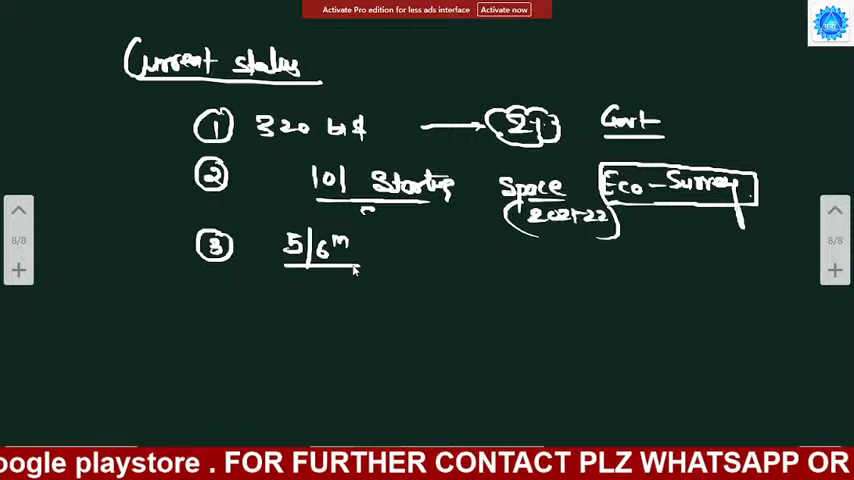 Activate Pro edition for less ads interface Activate now
Current status
1 320 bi$ → 2% Govt
2 101 Startup Space Eco-Survey
(2021-22)
3 5/6m
8/8
8/8
oogle playstore . FOR FURTHER CONTACT PLZ WHATSAPP OR